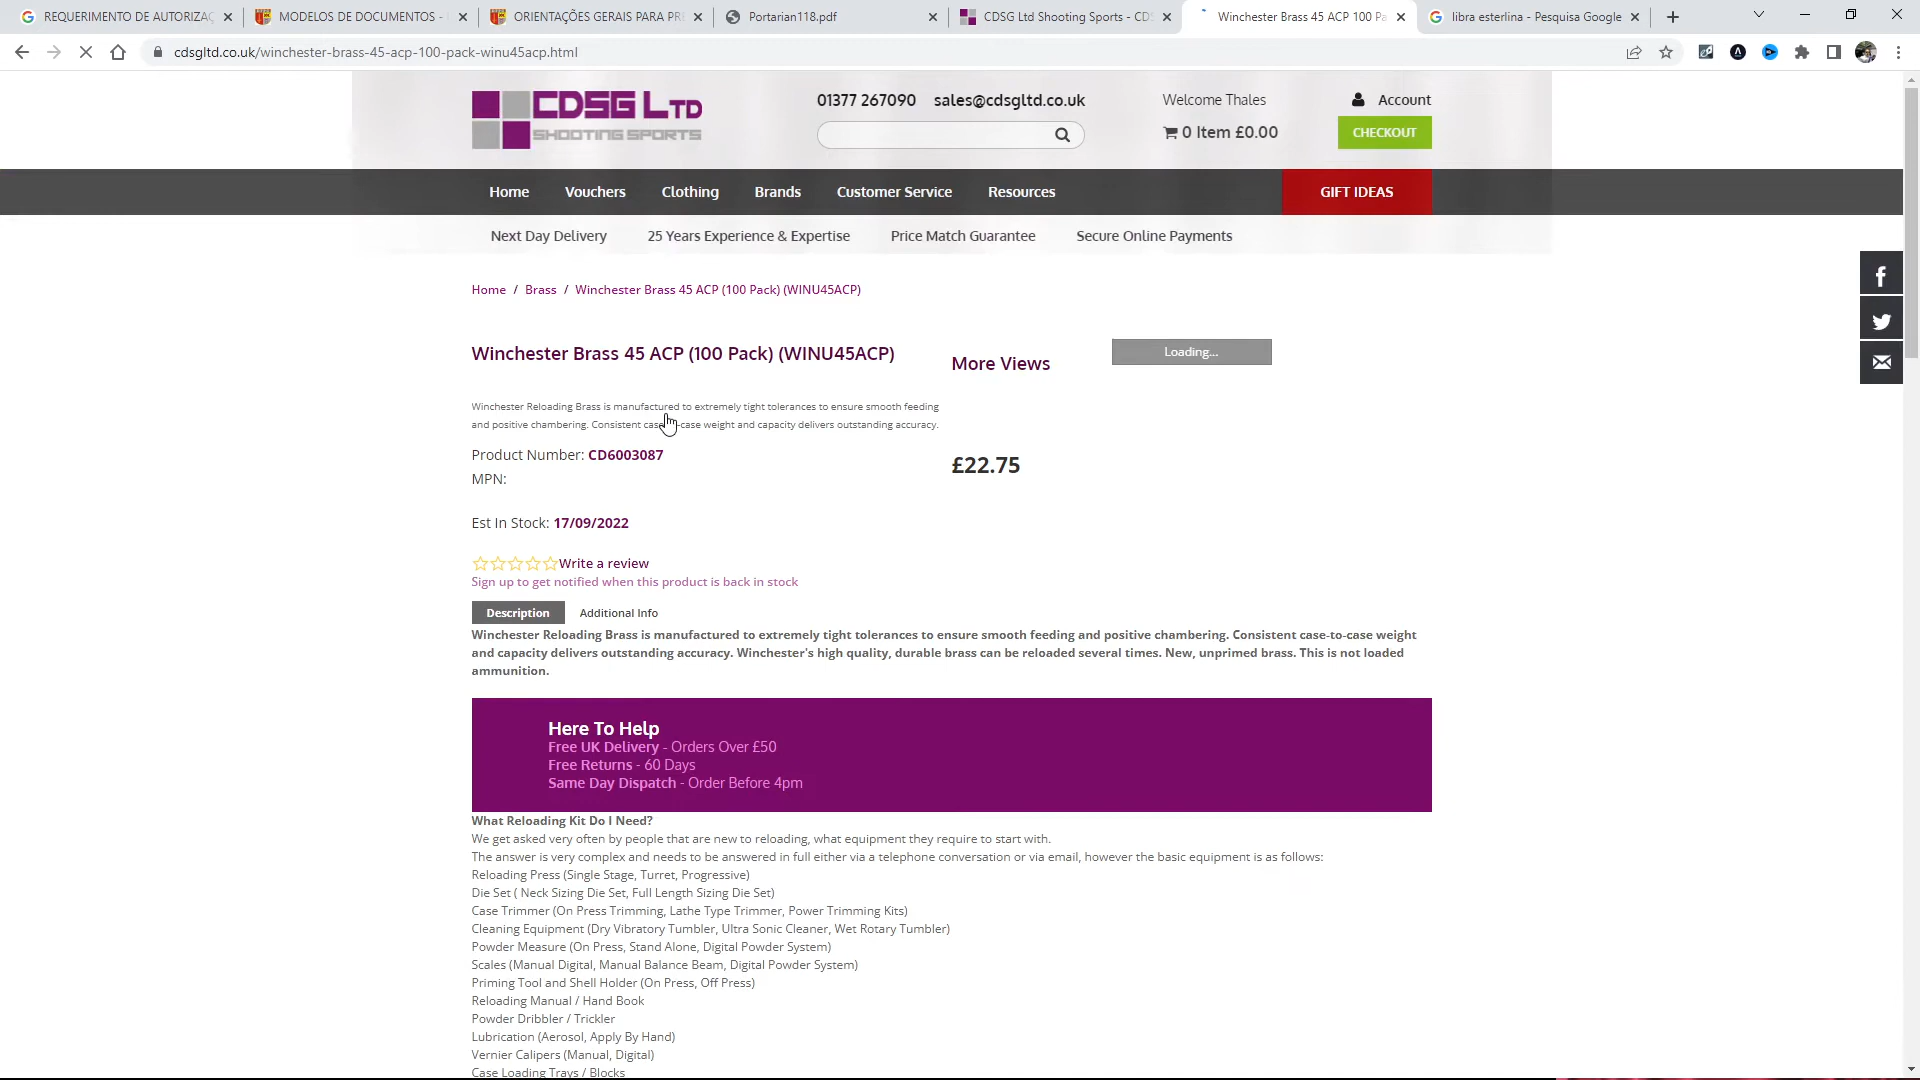 REQUERIMENTO DE AUTORIZAÇ
MODELOS DE DOCUMENTOS -
ORIENTAÇÕES GERAIS PARA PR
Portarian118.pdf
CDSG Ltd Shooting Sports - CDS
Winchester Brass 45 ACP 100 Pa
libra esterlina - Pesquisa Google
cdsgltd.co.uk/winchester-brass-45-acp-100-pack-winu45acp.html
CDSG LTD
SHOOTING SPORTS
01377 267090 sales@cdsgltd.co.uk
Welcome Thales
Account
0 Item £0.00
CHECKOUT
Home Vouchers Clothing Brands Customer Service Resources GIFT IDEAS
Next Day Delivery 25 Years Experience & Expertise Price Match Guarantee Secure Online Payments
Home / Brass / Winchester Brass 45 ACP (100 Pack) (WINU45ACP)
Winchester Brass 45 ACP (100 Pack) (WINU45ACP)
More Views
Loading...
Winchester Reloading Brass is manufactured to extremely tight tolerances to ensure smooth feeding
and positive chambering. Consistent case-case weight and capacity delivers outstanding accuracy.
Product Number: CD6003087
£22.75
MPN:
Est In Stock: 17/09/2022
Write a review
Sign up to get notified when this product is back in stock
Description Additional Info
Winchester Reloading Brass is manufactured to extremely tight tolerances to ensure smooth feeding and positive chambering. Consistent case-to-case weight
and capacity delivers outstanding accuracy. Winchester's high quality, durable brass can be reloaded several times. New, unprimed brass. This is not loaded
ammunition.
Here To Help
Free UK Delivery - Orders Over £50
Free Returns - 60 Days
Same Day Dispatch - Order Before 4pm
What Reloading Kit Do I Need?
We get asked very often by people that are new to reloading, what equipment they require to start with.
The answer is very complex and needs to be answered in full either via a telephone conversation or via email, however the basic equipment is as follows:
Reloading Press (Single Stage, Turret, Progressive)
Die Set ( Neck Sizing Die Set, Full Length Sizing Die Set)
Case Trimmer (On Press Trimming, Lathe Type Trimmer, Power Trimming Kits)
Cleaning Equipment (Dry Vibratory Tumbler, Ultra Sonic Cleaner, Wet Rotary Tumbler)
Powder Measure (On Press, Stand Alone, Digital Powder System)
Scales (Manual Digital, Manual Balance Beam, Digital Powder System)
Priming Tool and Shell Holder (On Press, Off Press)
Reloading Manual / Hand Book
Powder Dribbler / Trickler
Lubrication (Aerosol, Apply By Hand)
Vernier Calipers (Manual, Digital)
Case Loading Trays / Blocks